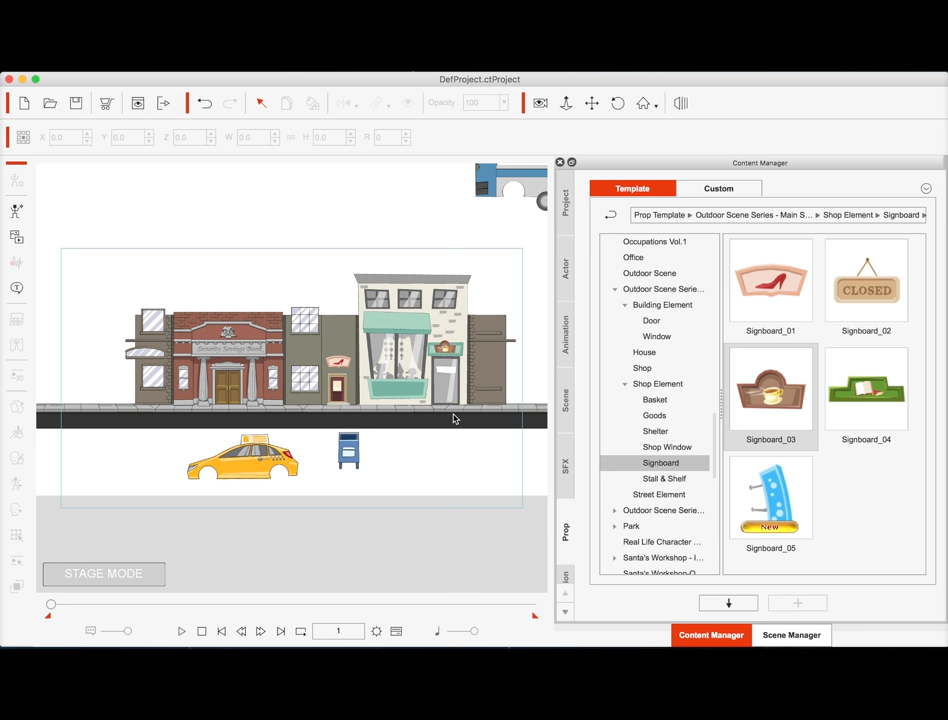 DefProject.ctProject
Opacity : 100
X 0.0 Y 0.0 Z 0.0 W 0.0 H 0.0 R 0
Content Manager
Template Custom
Prop Template ▸ Outdoor Scene Series - Main S... ▸ Shop Element ▸ Signboard ▸
Project
Actor
Animation
Scene
SFX
Prop
Occupations Vol.1
Office
Outdoor Scene
Outdoor Scene Serie...
Building Element
Door
Window
House
Shop
Shop Element
Basket
Goods
Shelter
Shop Window
Signboard
Stall & Shelf
Street Element
Outdoor Scene Serie...
Park
Real Life Character ...
Santa's Workshop - I...
Santa's Workshop-O
CLOSED
Signboard_01 Signboard_02
Signboard_03 Signboard_04
New
Signboard_05
STAGE MODE
1
Content Manager Scene Manager